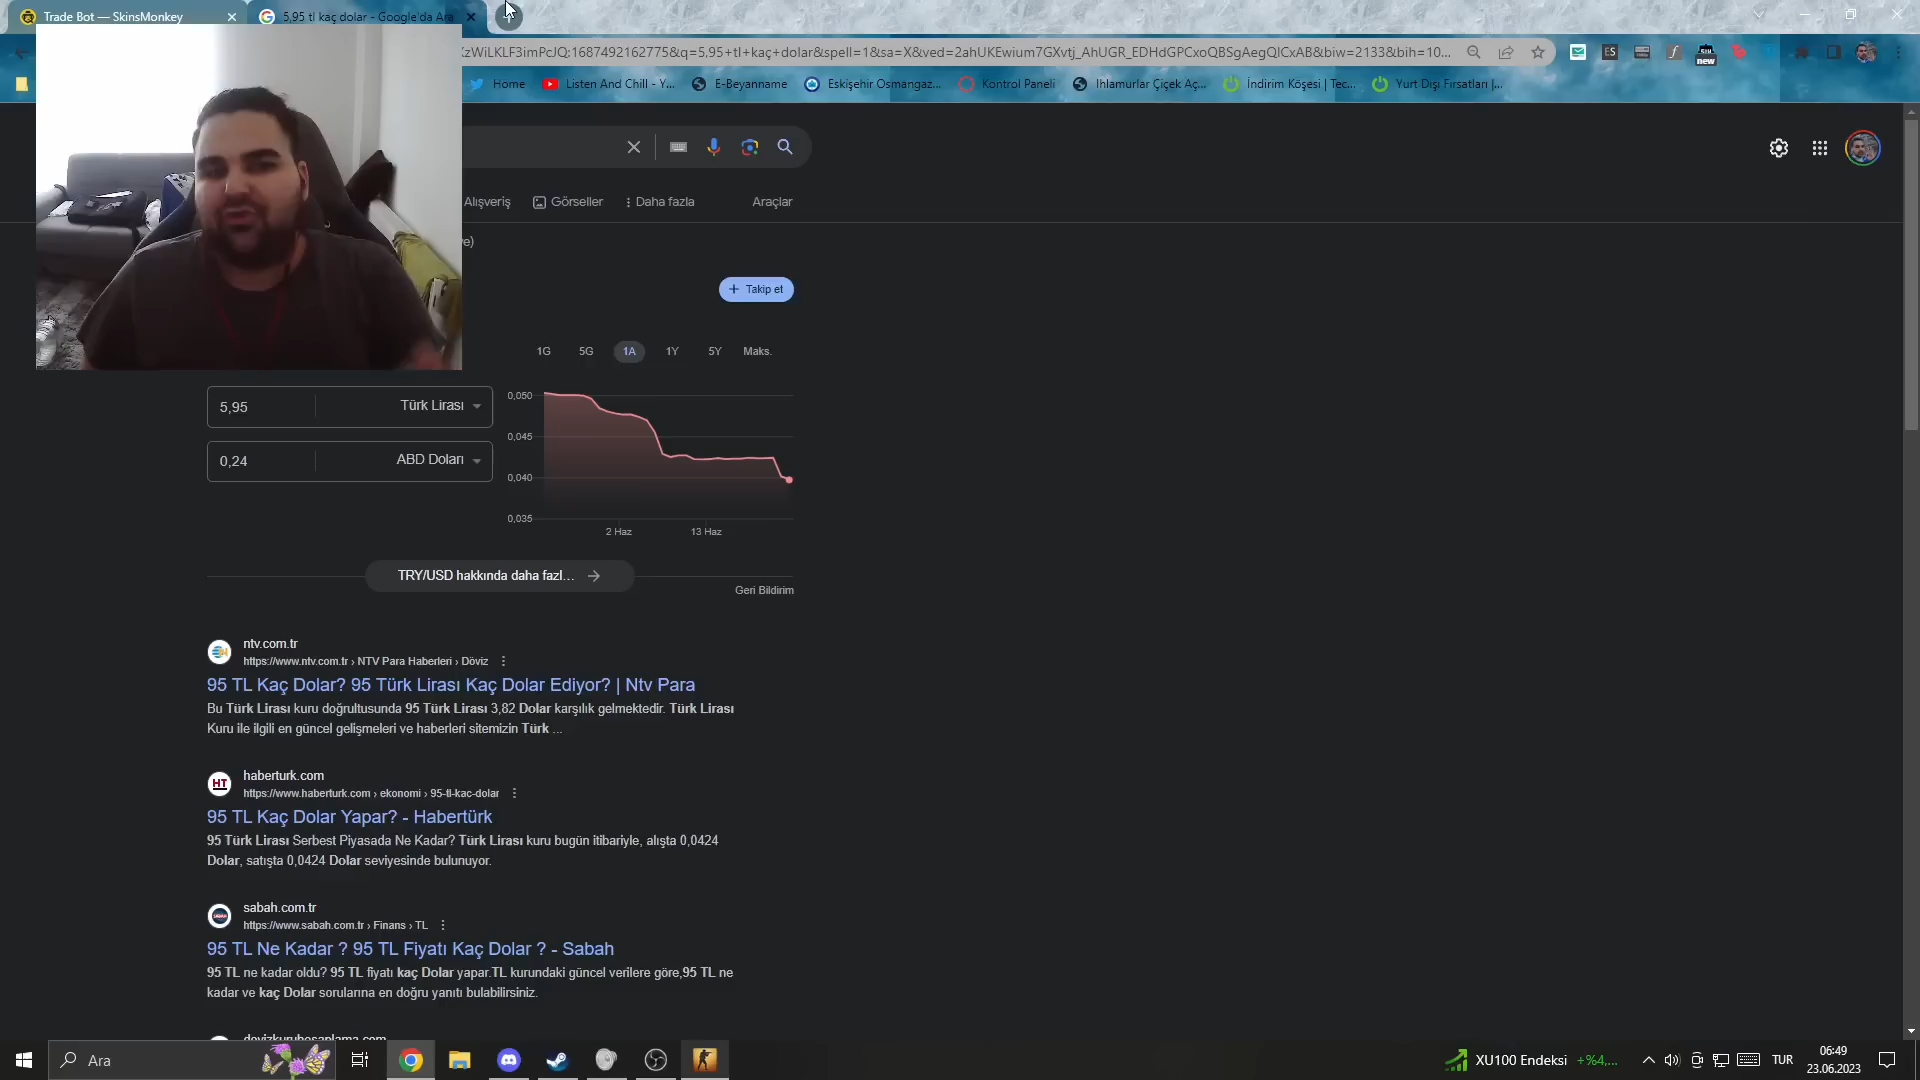 Trade Bot — SkinsMonkey
5,95 tl kaç dolar - Google'da Ara
zWiLKLF3imPcJQ:1687492162775&q=5,95+tl+kaç+dolar&spell=1&sa=X&ved=2ahUKEwium7GXvtj_AhUGR_EDHdGPCxoQBSgAegQICxAB&biw=2133&bih=10...
Home
Listen And Chill - Y...
E-Beyanname
Eskişehir Osmangaz...
Kontrol Paneli
Ihlamurlar Çiçek Aç...
İndirim Köşesi | Tec...
Yurt Dışı Fırsatları |...
ES
new
Alışveriş
Görseller
Daha fazla
Araçlar
+ Takip et
1G
5G
1A
1Y
5Y
Maks.
5,95
Türk Lirası
0,24
ABD Doları
0,050
0,045
0,040
0,035
2 Haz
13 Haz
TRY/USD hakkında daha fazl...
Geri Bildirim
ntv.com.tr
https://www.ntv.com.tr › NTV Para Haberleri › Döviz
95 TL Kaç Dolar? 95 Türk Lirası Kaç Dolar Ediyor? | Ntv Para
Bu Türk Lirası kuru doğrultusunda 95 Türk Lirası 3,82 Dolar karşılık gelmektedir. Türk Lirası
Kuru ile ilgili en güncel gelişmeleri ve haberleri sitemizin Türk ...
HT
haberturk.com
https://www.haberturk.com › ekonomi › 95-tl-kac-dolar
95 TL Kaç Dolar Yapar? - Habertürk
95 Türk Lirası Serbest Piyasada Ne Kadar? Türk Lirası kuru bugün itibariyle, alışta 0,0424
Dolar, satışta 0,0424 Dolar seviyesinde bulunuyor.
sabah.com.tr
https://www.sabah.com.tr › Finans › TL
95 TL Ne Kadar ? 95 TL Fiyatı Kaç Dolar ? - Sabah
95 TL ne kadar oldu? 95 TL fiyatı kaç Dolar yapar.TL kurundaki güncel verilere göre,95 TL ne
kadar ve kaç Dolar sorularına en doğru yanıtı bulabilirsiniz.
dovizkuruhesaplama.com
Ara
XU100 Endeksi
+%4,...
TUR
06:49
23.06.2023